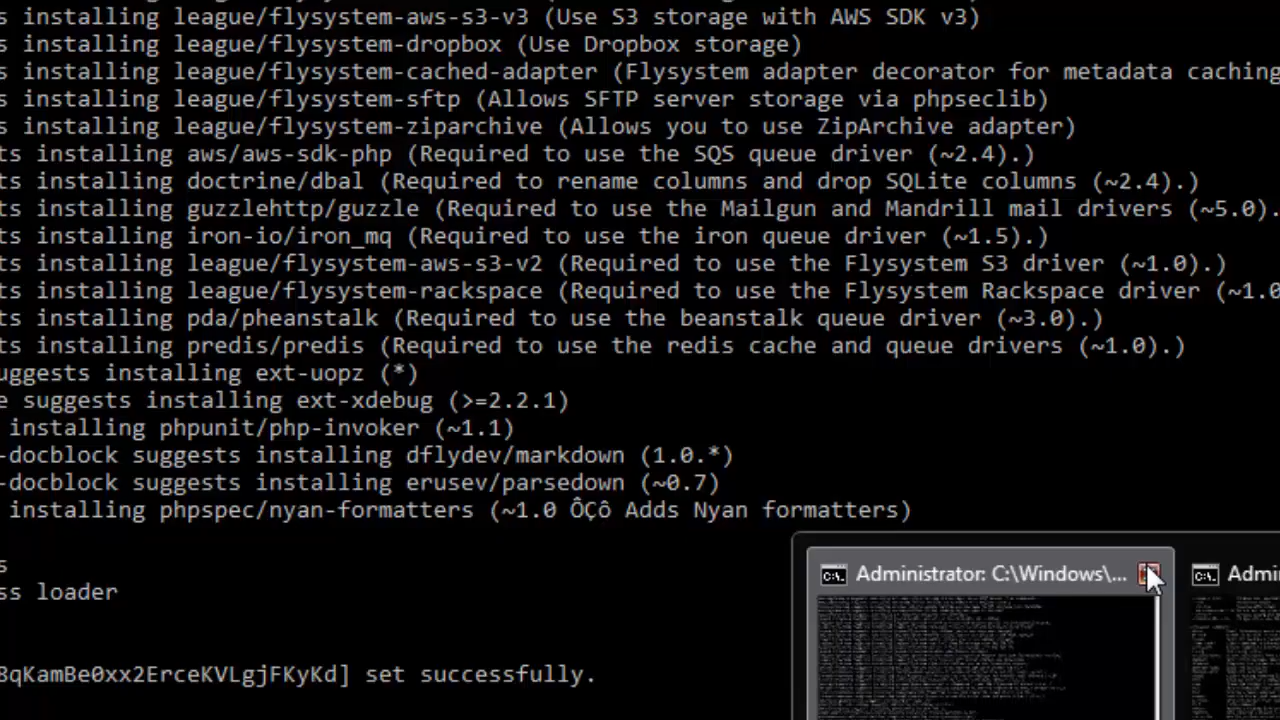 s installing league/flysystem-aws-s3-v3 (Use S3 storage with AWS SDK v3)
s installing league/flysystem-dropbox (Use Dropbox storage)
s installing league/flysystem-cached-adapter (Flysystem adapter decorator for metadata caching
s installing league/flysystem-sftp (Allows SFTP server storage via phpseclib)
s installing league/flysystem-ziparchive (Allows you to use ZipArchive adapter)
ts installing aws/aws-sdk-php (Required to use the SQS queue driver (~2.4).)
ts installing doctrine/dbal (Required to rename columns and drop SQLite columns (~2.4).)
ts installing guzzlehttp/guzzle (Required to use the Mailgun and Mandrill mail drivers (~5.0).
ts installing iron-io/iron_mq (Required to use the iron queue driver (~1.5).)
ts installing league/flysystem-aws-s3-v2 (Required to use the Flysystem S3 driver (~1.0).)
ts installing league/flysystem-rackspace (Required to use the Flysystem Rackspace driver (~1.0
ts installing pda/pheanstalk (Required to use the beanstalk queue driver (~3.0).)
ts installing predis/predis (Required to use the redis cache and queue drivers (~1.0).)
uggests installing ext-uopz (*)
e suggests installing ext-xdebug (>=2.2.1)
installing phpunit/php-invoker (~1.1)
-docblock suggests installing dflydev/markdown (1.0.*)
-docblock suggests installing erusev/parsedown (~0.7)
installing phpspec/nyan-formatters (~1.0 ÔÇô Adds Nyan formatters)
s
ss loader
8qKamBe0xx2ErceKVLgjFKyKd] set successfully.
Administrator: C:\Windows\...
Admi